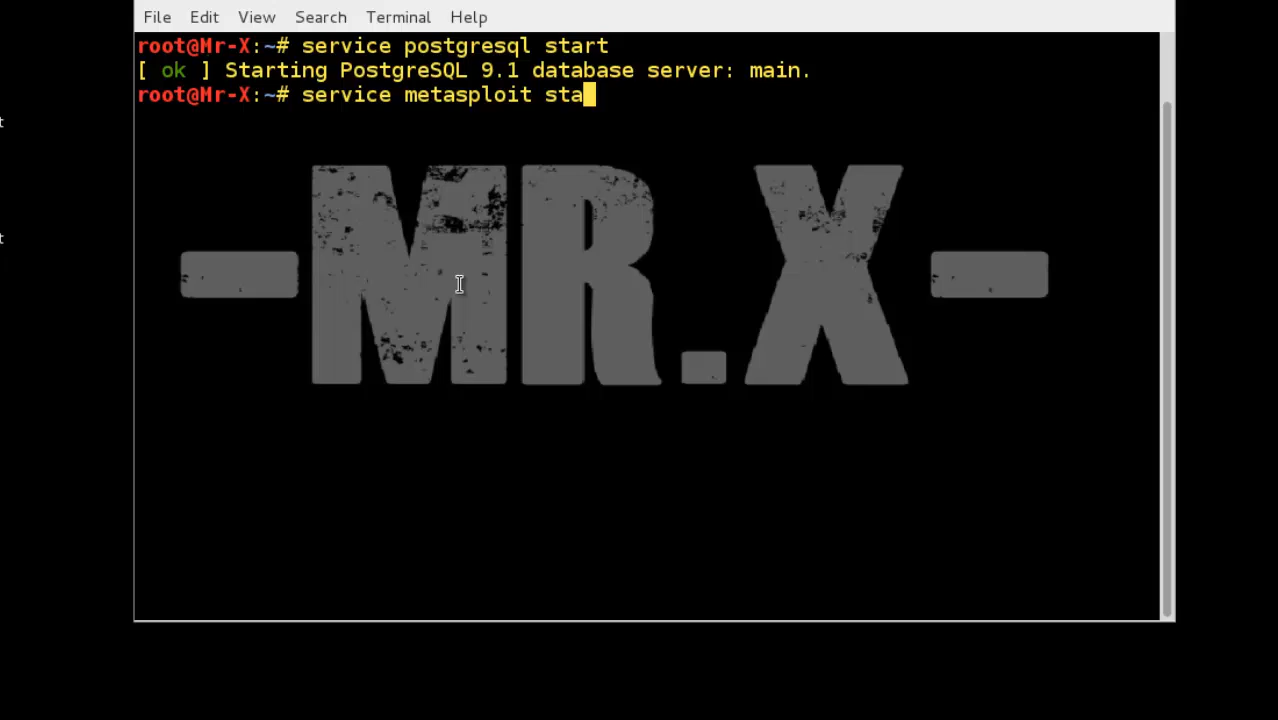 File Edit View Search Terminal Help
root@Mr-X:~# service postgresql start
[ ok ] Starting PostgreSQL 9.1 database server: main.
root@Mr-X:~# service metasploit sta
t
-MR.X-
t